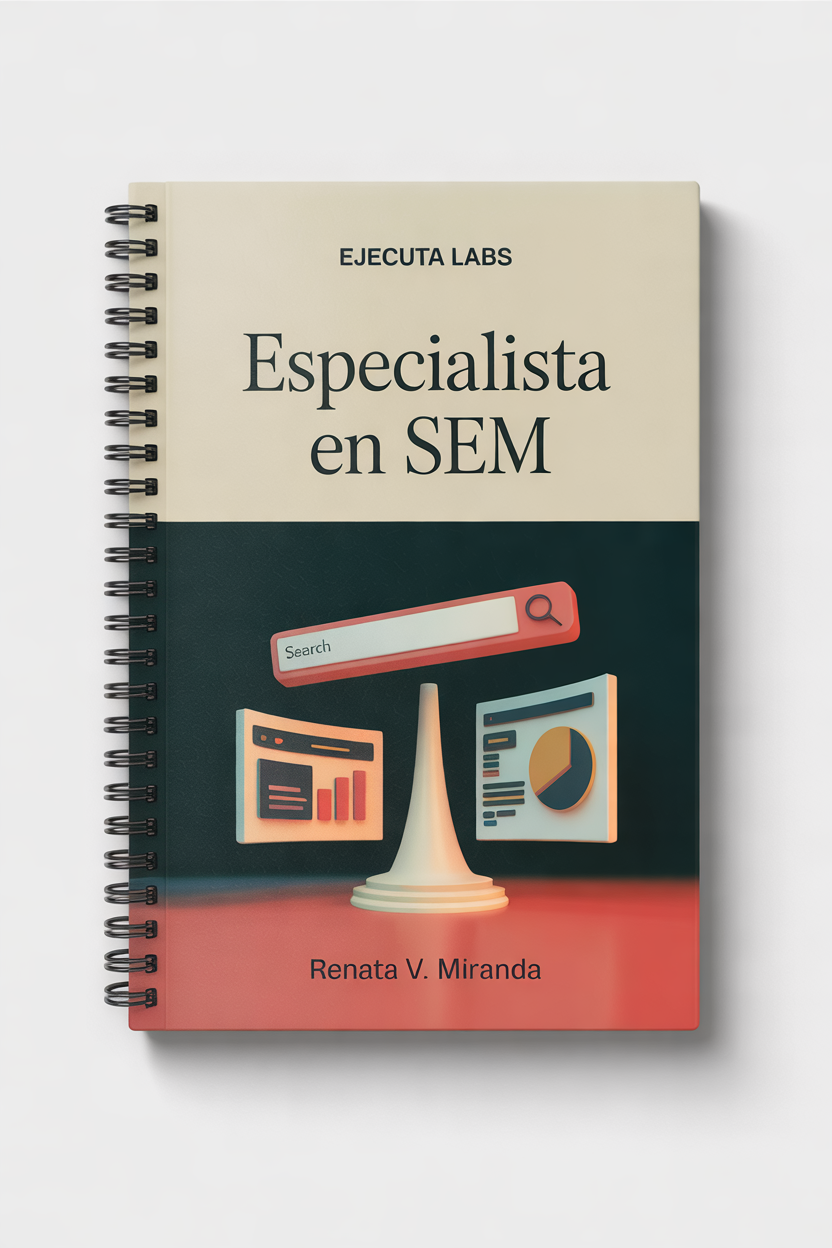 EJECUTA LABS
Especialista
en SEM
Search
Renata V. Miranda